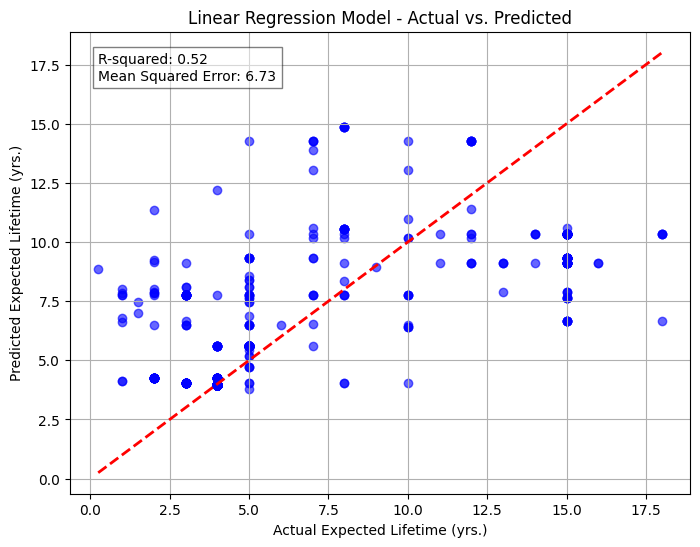 Linear Regression Model - Actual vs. Predicted
R-squared: 0.52
Mean Squared Error: 6.73
Predicted Expected Lifetime (yrs.)
17.5
15.0
12.5
10.0
7.5
5.0
2.5
0.0
0.0 2.5 5.0 7.5 10.0 12.5 15.0 17.5
Actual Expected Lifetime (yrs.)